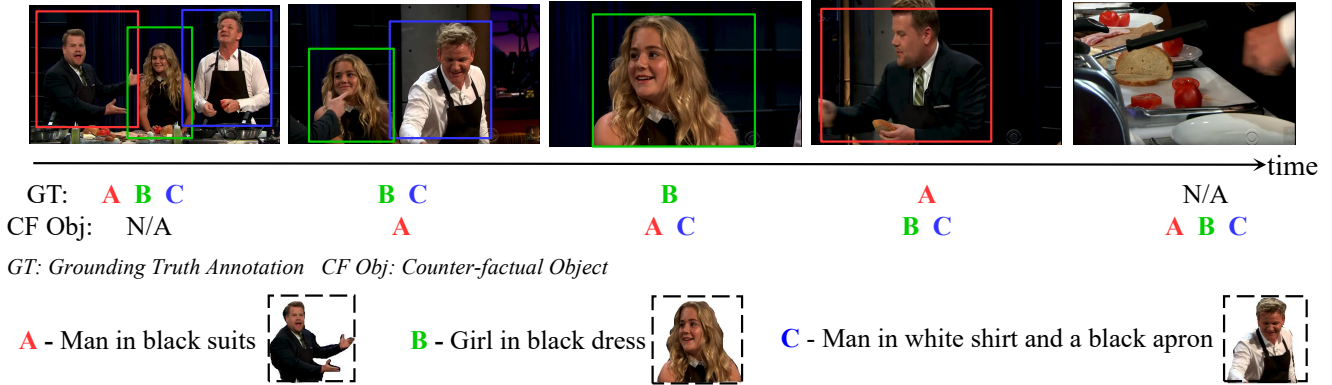 time
GT: A B C B C B A N/A
CF Obj: N/A A A C B C A B C
GT: Grounding Truth Annotation CF Obj: Counter-factual Object
A - Man in black suits B - Girl in black dress C - Man in white shirt and a black apron